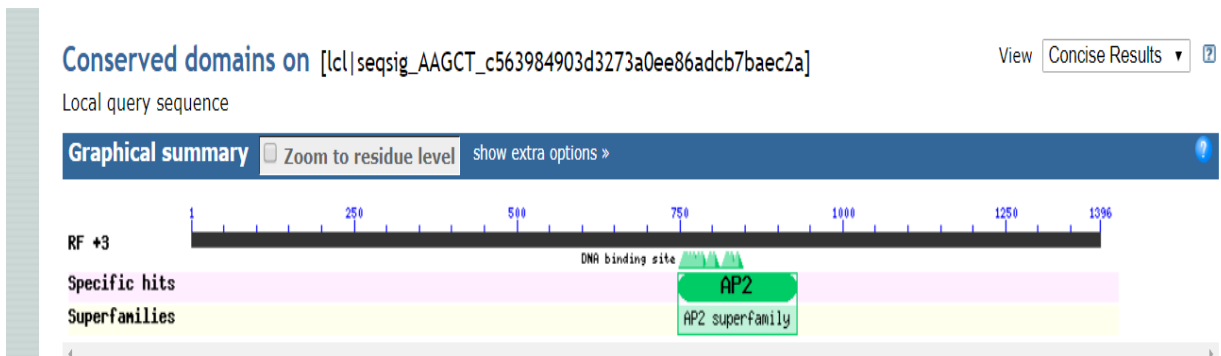 Conserved domains on [lcl|seqsig_AAGCT_c563984903d3273a0ee86adcb7baec2a]
View Concise Results ▼ ?
Local query sequence
Graphical summary Zoom to residue level show extra options » ?
1 250 500 750 1000 1250 1396
RF +3
DNA binding site
Specific hits AP2
Superfamilies AP2 superfamily